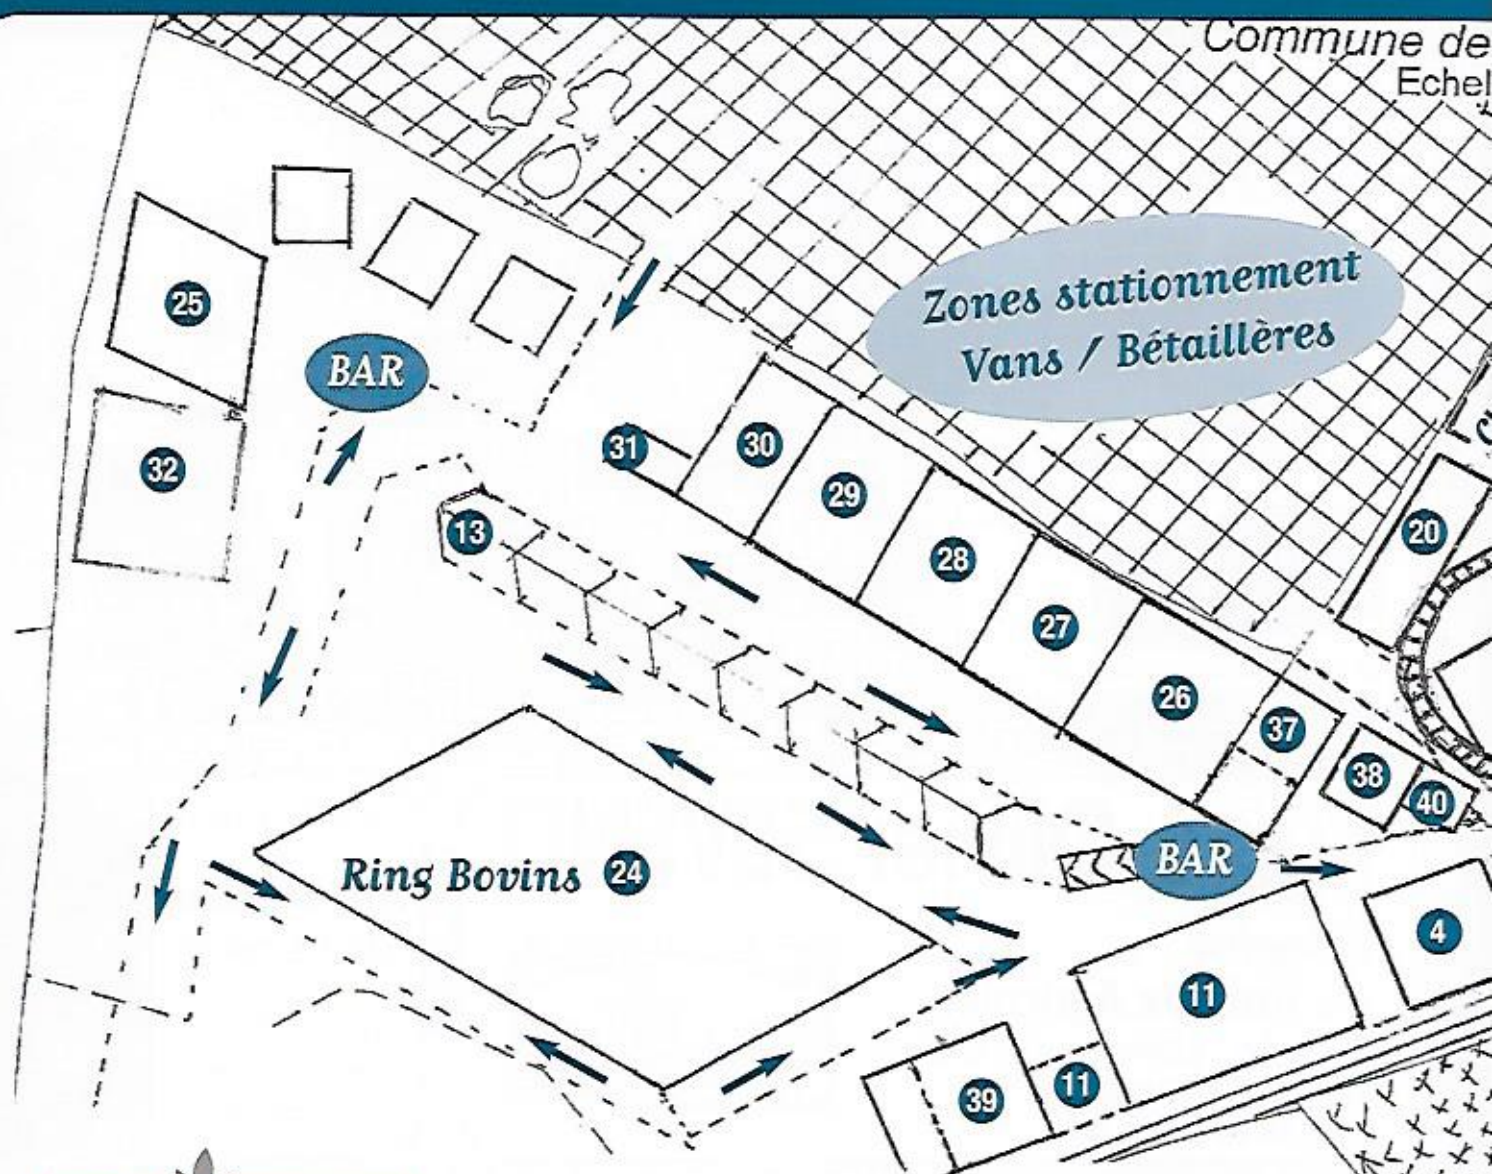 Commune de
Echel
Zones stationnement
Vans / Bétaillères
25
BAR
32
31
30
29
28
27
26
37
38
40
20
13
Ring Bovins 24
BAR
4
11
11
39